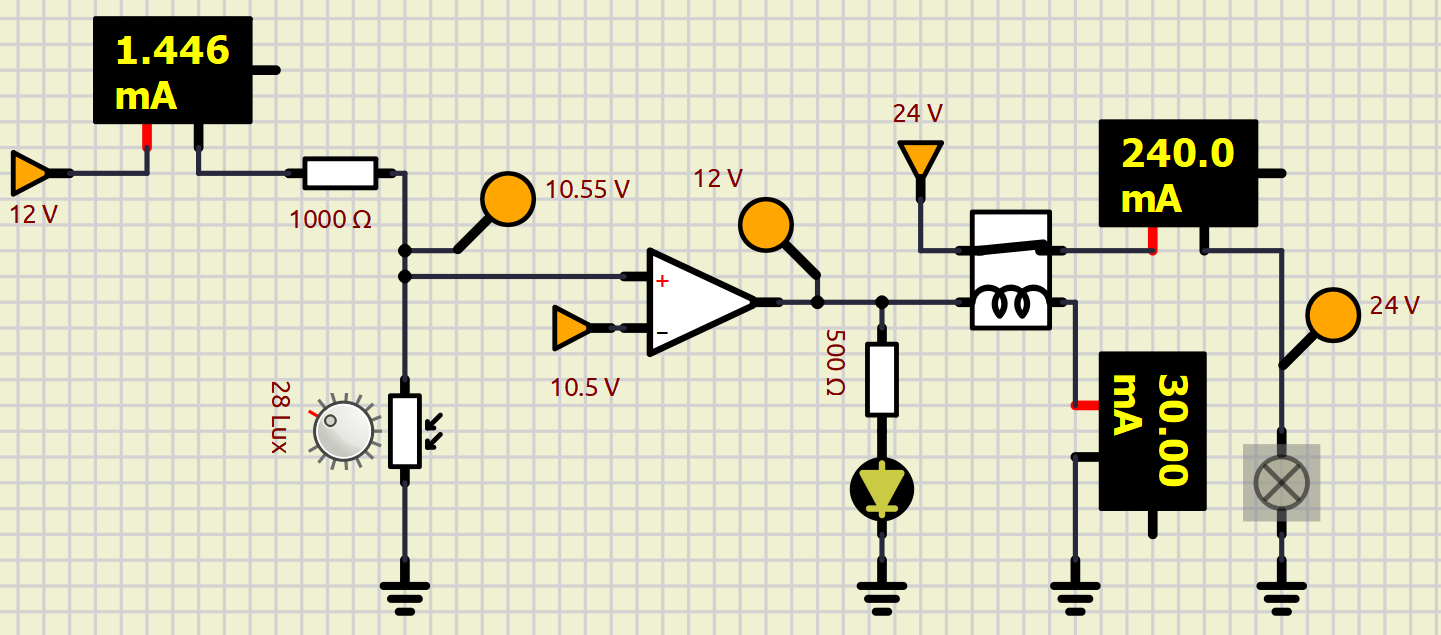 1.446
mA
12 V
1000 Ω
10.55 V
12 V
24 V
240.0
mA
+
−
10.5 V
500 Ω
28 Lux
30.00
mA
24 V